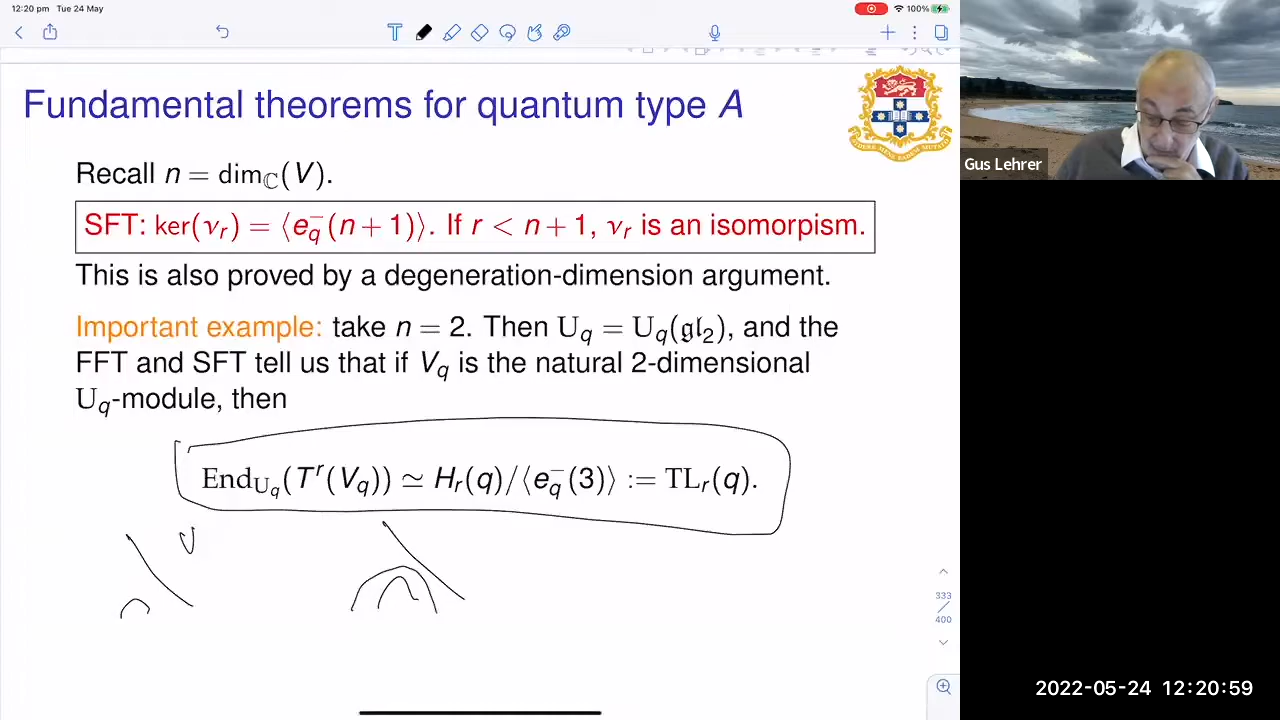 12:20 pm Tue 24 May
100%
Fundamental theorems for quantum type A
Recall n = dim_ℂ(V).
SFT: ker(ν_r) = ⟨e_q^−(n + 1)⟩. If r < n + 1, ν_r is an isomorpism.
This is also proved by a degeneration-dimension argument.
Important example: take n = 2. Then U_q = U_q(𝔤𝔩_2), and the
FFT and SFT tell us that if V_q is the natural 2-dimensional
U_q-module, then
End_{U_q}(T^r(V_q)) ≃ H_r(q)/⟨e_q^−(3)⟩ := TL_r(q).
333
400
Gus Lehrer
2022-05-24 12:20:59